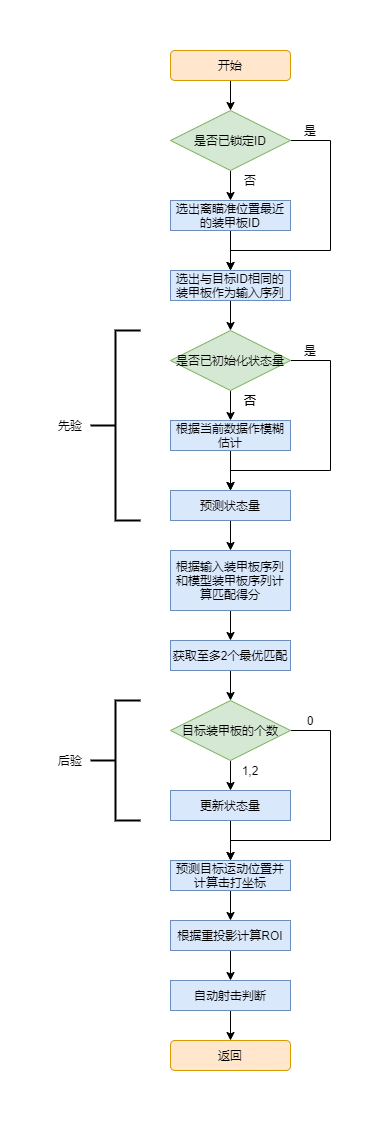 开始
是否已锁定ID
是
否
选出离瞄准位置最近
的装甲板ID
选出与目标ID相同的
装甲板作为输入序列
是否已初始化状态量
是
否
先验
根据当前数据作模糊
估计
预测状态量
根据输入装甲板序列
和模型装甲板序列计
算匹配得分
获取至多2个最优匹配
目标装甲板的个数
0
后验
1,2
更新状态量
预测目标运动位置并
计算击打坐标
根据重投影计算ROI
自动射击判断
返回